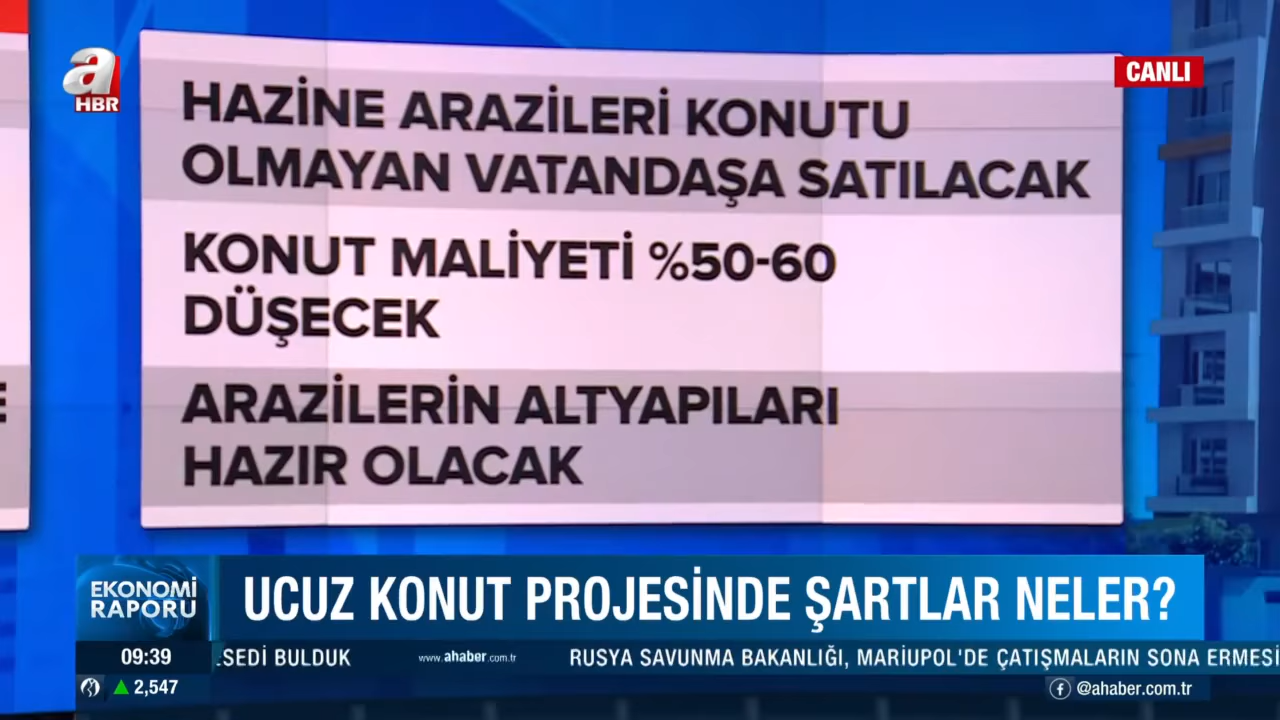 a
HBR
CANLI
HAZİNE ARAZİLERİ KONUTU
OLMAYAN VATANDAŞA SATILACAK
KONUT MALİYETİ %50-60
DÜŞECEK
ARAZİLERİN ALTYAPILARI
HAZIR OLACAK
EKONOMİ
RAPORU
UCUZ KONUT PROJESİNDE ŞARTLAR NELER?
09:39
SEDİ BULDUK www.ahaber.com.tr RUSYA SAVUNMA BAKANLIĞI, MARIUPOL'DE ÇATIŞMALARIN SONA ERMESİ
2,547
@ahaber.com.tr